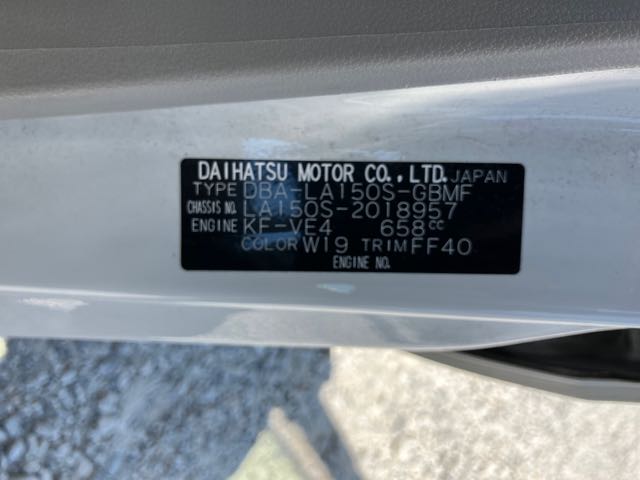 DAIHATSU MOTOR CO.,LTD. JAPAN
TYPE DBA-LA150S-GBMF
CHASSIS NO. LA150S-2018957
ENGINE KF-VE4 658cc
COLOR W19 TRIM FF40
ENGINE NO.